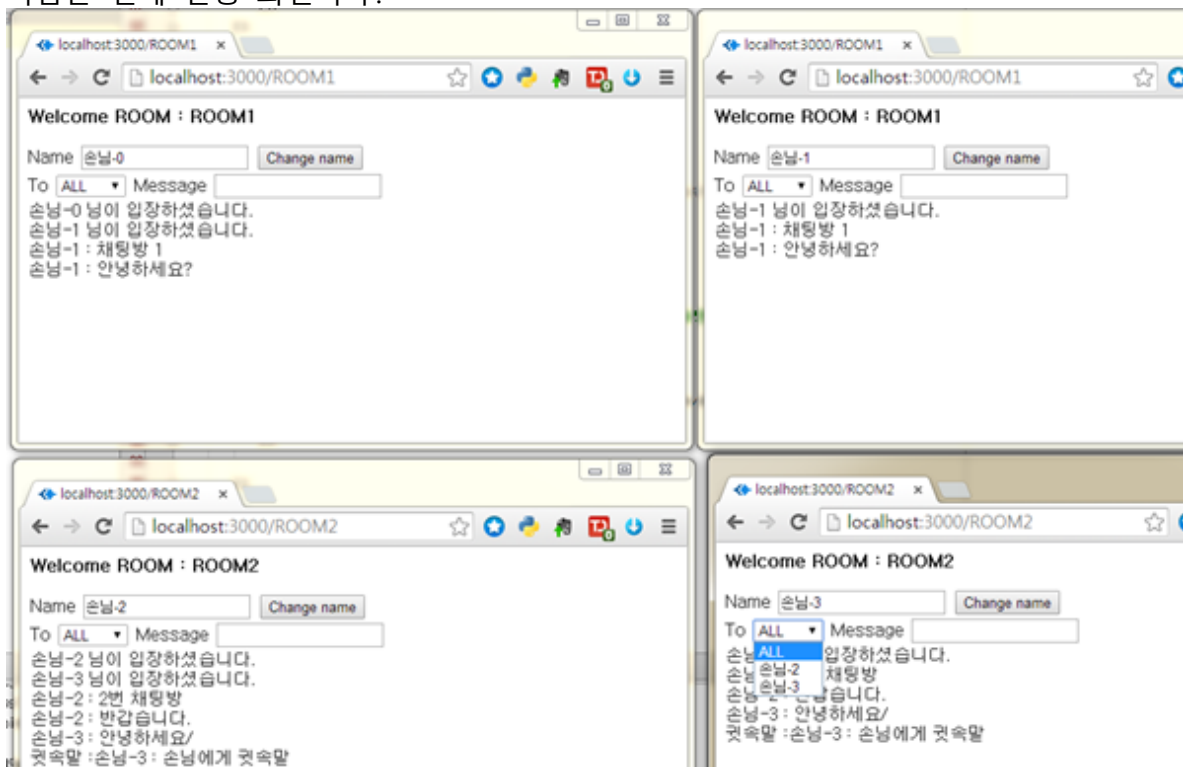 localhost:3000/ROOM1
localhost:3000/ROOM1
Welcome ROOM : ROOM1
Name 손님-0 Change name
To ALL Message
손님-0 님이 입장하셨습니다.
손님-1 님이 입장하셨습니다.
손님-1 : 채팅방 1
손님-1 : 안녕하세요?
localhost:3000/ROOM1
localhost:3000/ROOM1
Welcome ROOM : ROOM1
Name 손님-1 Change name
To ALL Message
손님-1 님이 입장하셨습니다.
손님-1 : 채팅방 1
손님-1 : 안녕하세요?
localhost:3000/ROOM2
localhost:3000/ROOM2
Welcome ROOM : ROOM2
Name 손님-2 Change name
To ALL Message
손님-2 님이 입장하셨습니다.
손님-3 님이 입장하셨습니다.
손님-2 : 2번 채팅방
손님-2 : 반갑습니다.
손님-3 : 안녕하세요/
귓속말 :손님-3 : 손님에게 귓속말
localhost:3000/ROOM2
localhost:3000/ROOM2
Welcome ROOM : ROOM2
Name 손님-3 Change name
To ALL Message
ALL
손님-2
손님-3
입장하셨습니다.
채팅방
손님-3 : 안녕하세요/
귓속말 :손님-3 : 손님에게 귓속말